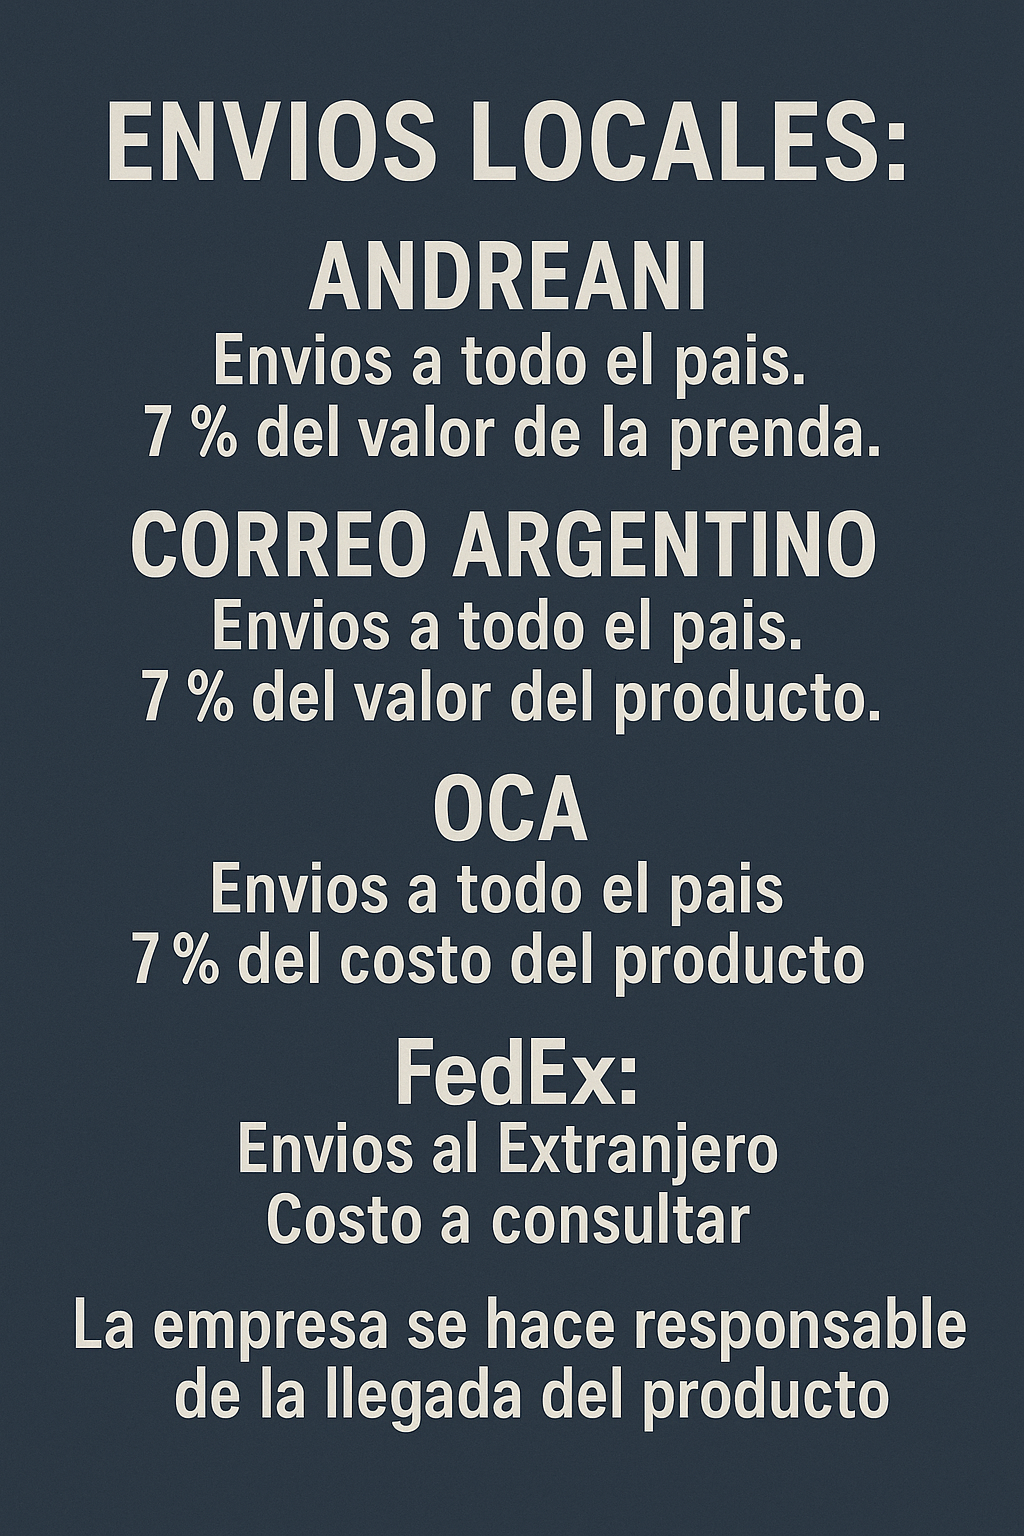 ENVIOS LOCALES:
ANDREANI
Envios a todo el pais.
7 % del valor de la prenda.
CORREO ARGENTINO
Envios a todo el pais.
7 % del valor del producto.
OCA
Envios a todo el pais
7 % del costo del producto
FedEx:
Envios al Extranjero
Costo a consultar
La empresa se hace responsable
de la llegada del producto